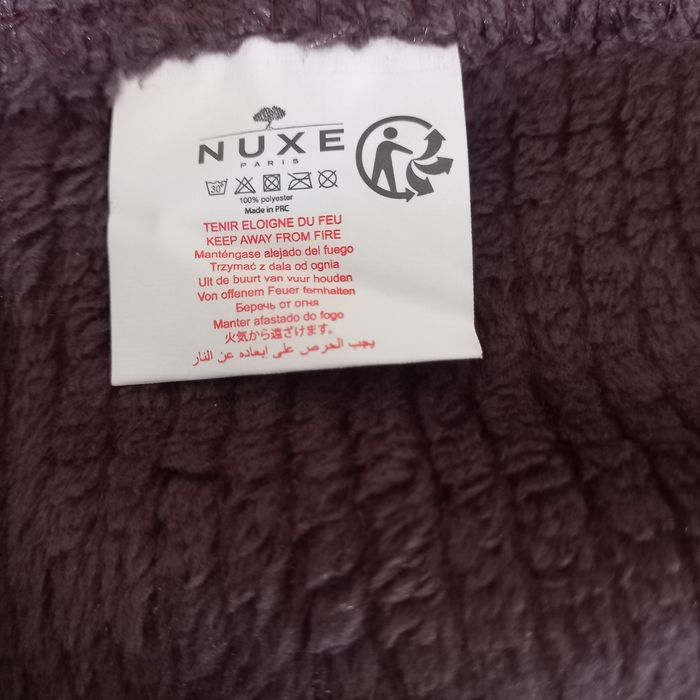 NUXE
PARIS
30°
100% polyester
Made in PRC
TENIR ELOIGNE DU FEU
KEEP AWAY FROM FIRE
Manténgase alejado del fuego
Trzymać z dala od ognia
Uit de buurt van vuur houden
Von offenem Feuer fernhalten
Беречь от огня
Manter afastado do fogo
火気から遠ざけます。
يجب الحرص على إبعاده عن النار